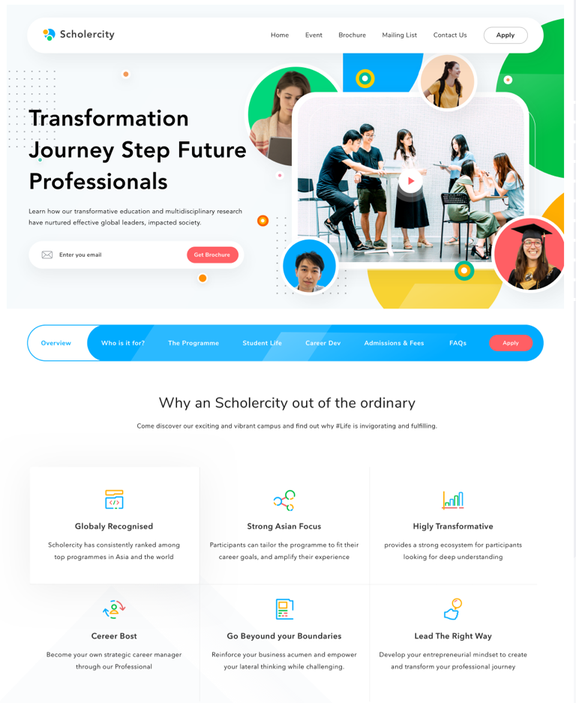 Scholercity
Home Event Brochure Mailing List Contact Us Apply
Transformation
Journey Step Future
Professionals
Learn how our transformative education and multidisciplinary research
have nurtured effective global leaders, impacted society.
Enter you email Get Brochure
Overview Who is it for? The Programme Student Life Career Dev Admissions & Fees FAQs Apply
Why an Scholercity out of the ordinary
Come discover our exciting and vibrant campus and find out why #Life is invigorating and fulfilling.
Globaly Recognised
Scholercity has consistently ranked among
top programmes in Asia and the world
Strong Asian Focus
Participants can tailor the programme to fit their
career goals, and amplify their experience
Higly Transformative
provides a strong ecosystem for participants
looking for deep understanding
Cereer Bost
Become your own strategic career manager
through our Professional
Go Beyound your Boundaries
Reinforce your business acumen and empower
your lateral thinking while challenging.
Lead The Right Way
Develop your entrepreneurial mindset to create
and transform your professional journey